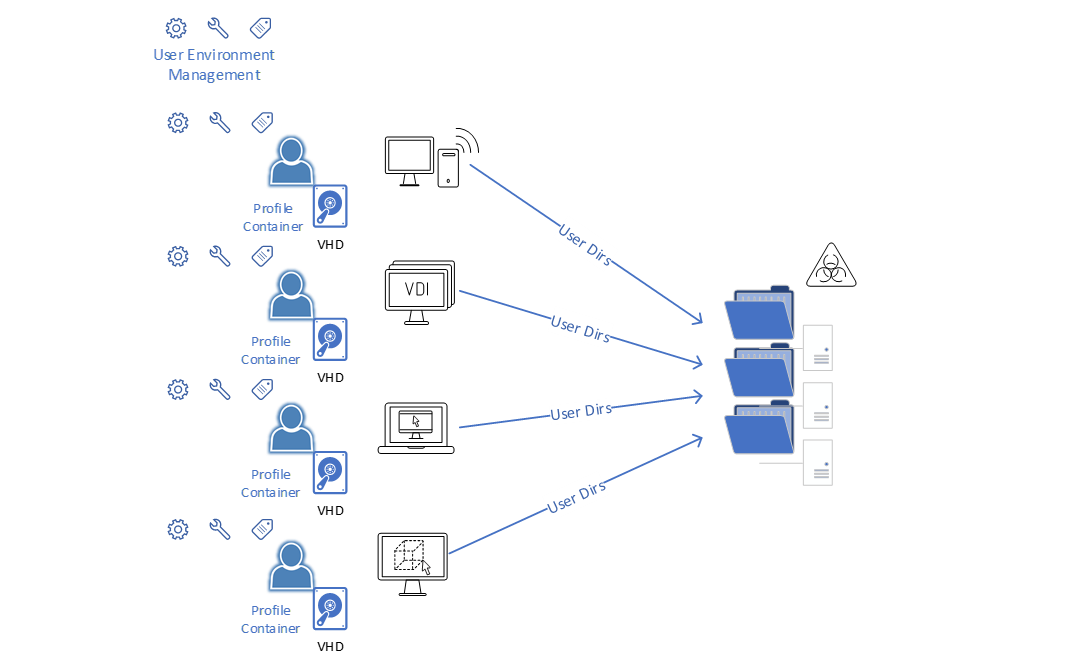 User Environment
Management
Profile
Container
VHD
User Dirs
VDI
Profile
Container
VHD
User Dirs
Profile
Container
VHD
User Dirs
Profile
Container
VHD
User Dirs